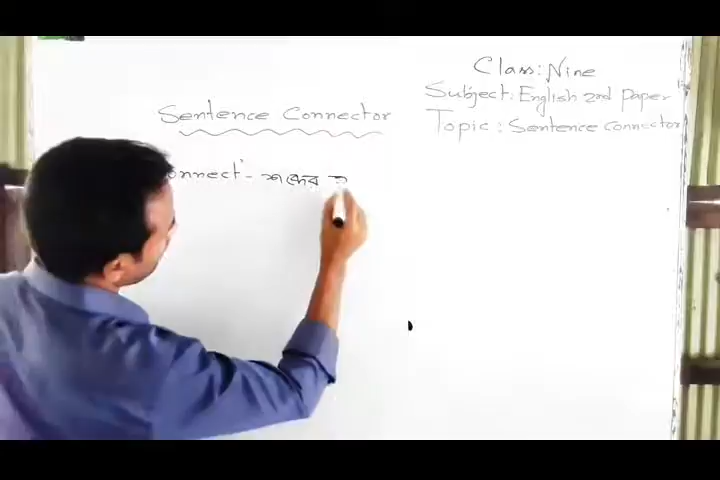 Class: Nine
Subject: English 2nd Paper
Topic: Sentence connector
Sentence Connector
onnect' - শব্দের